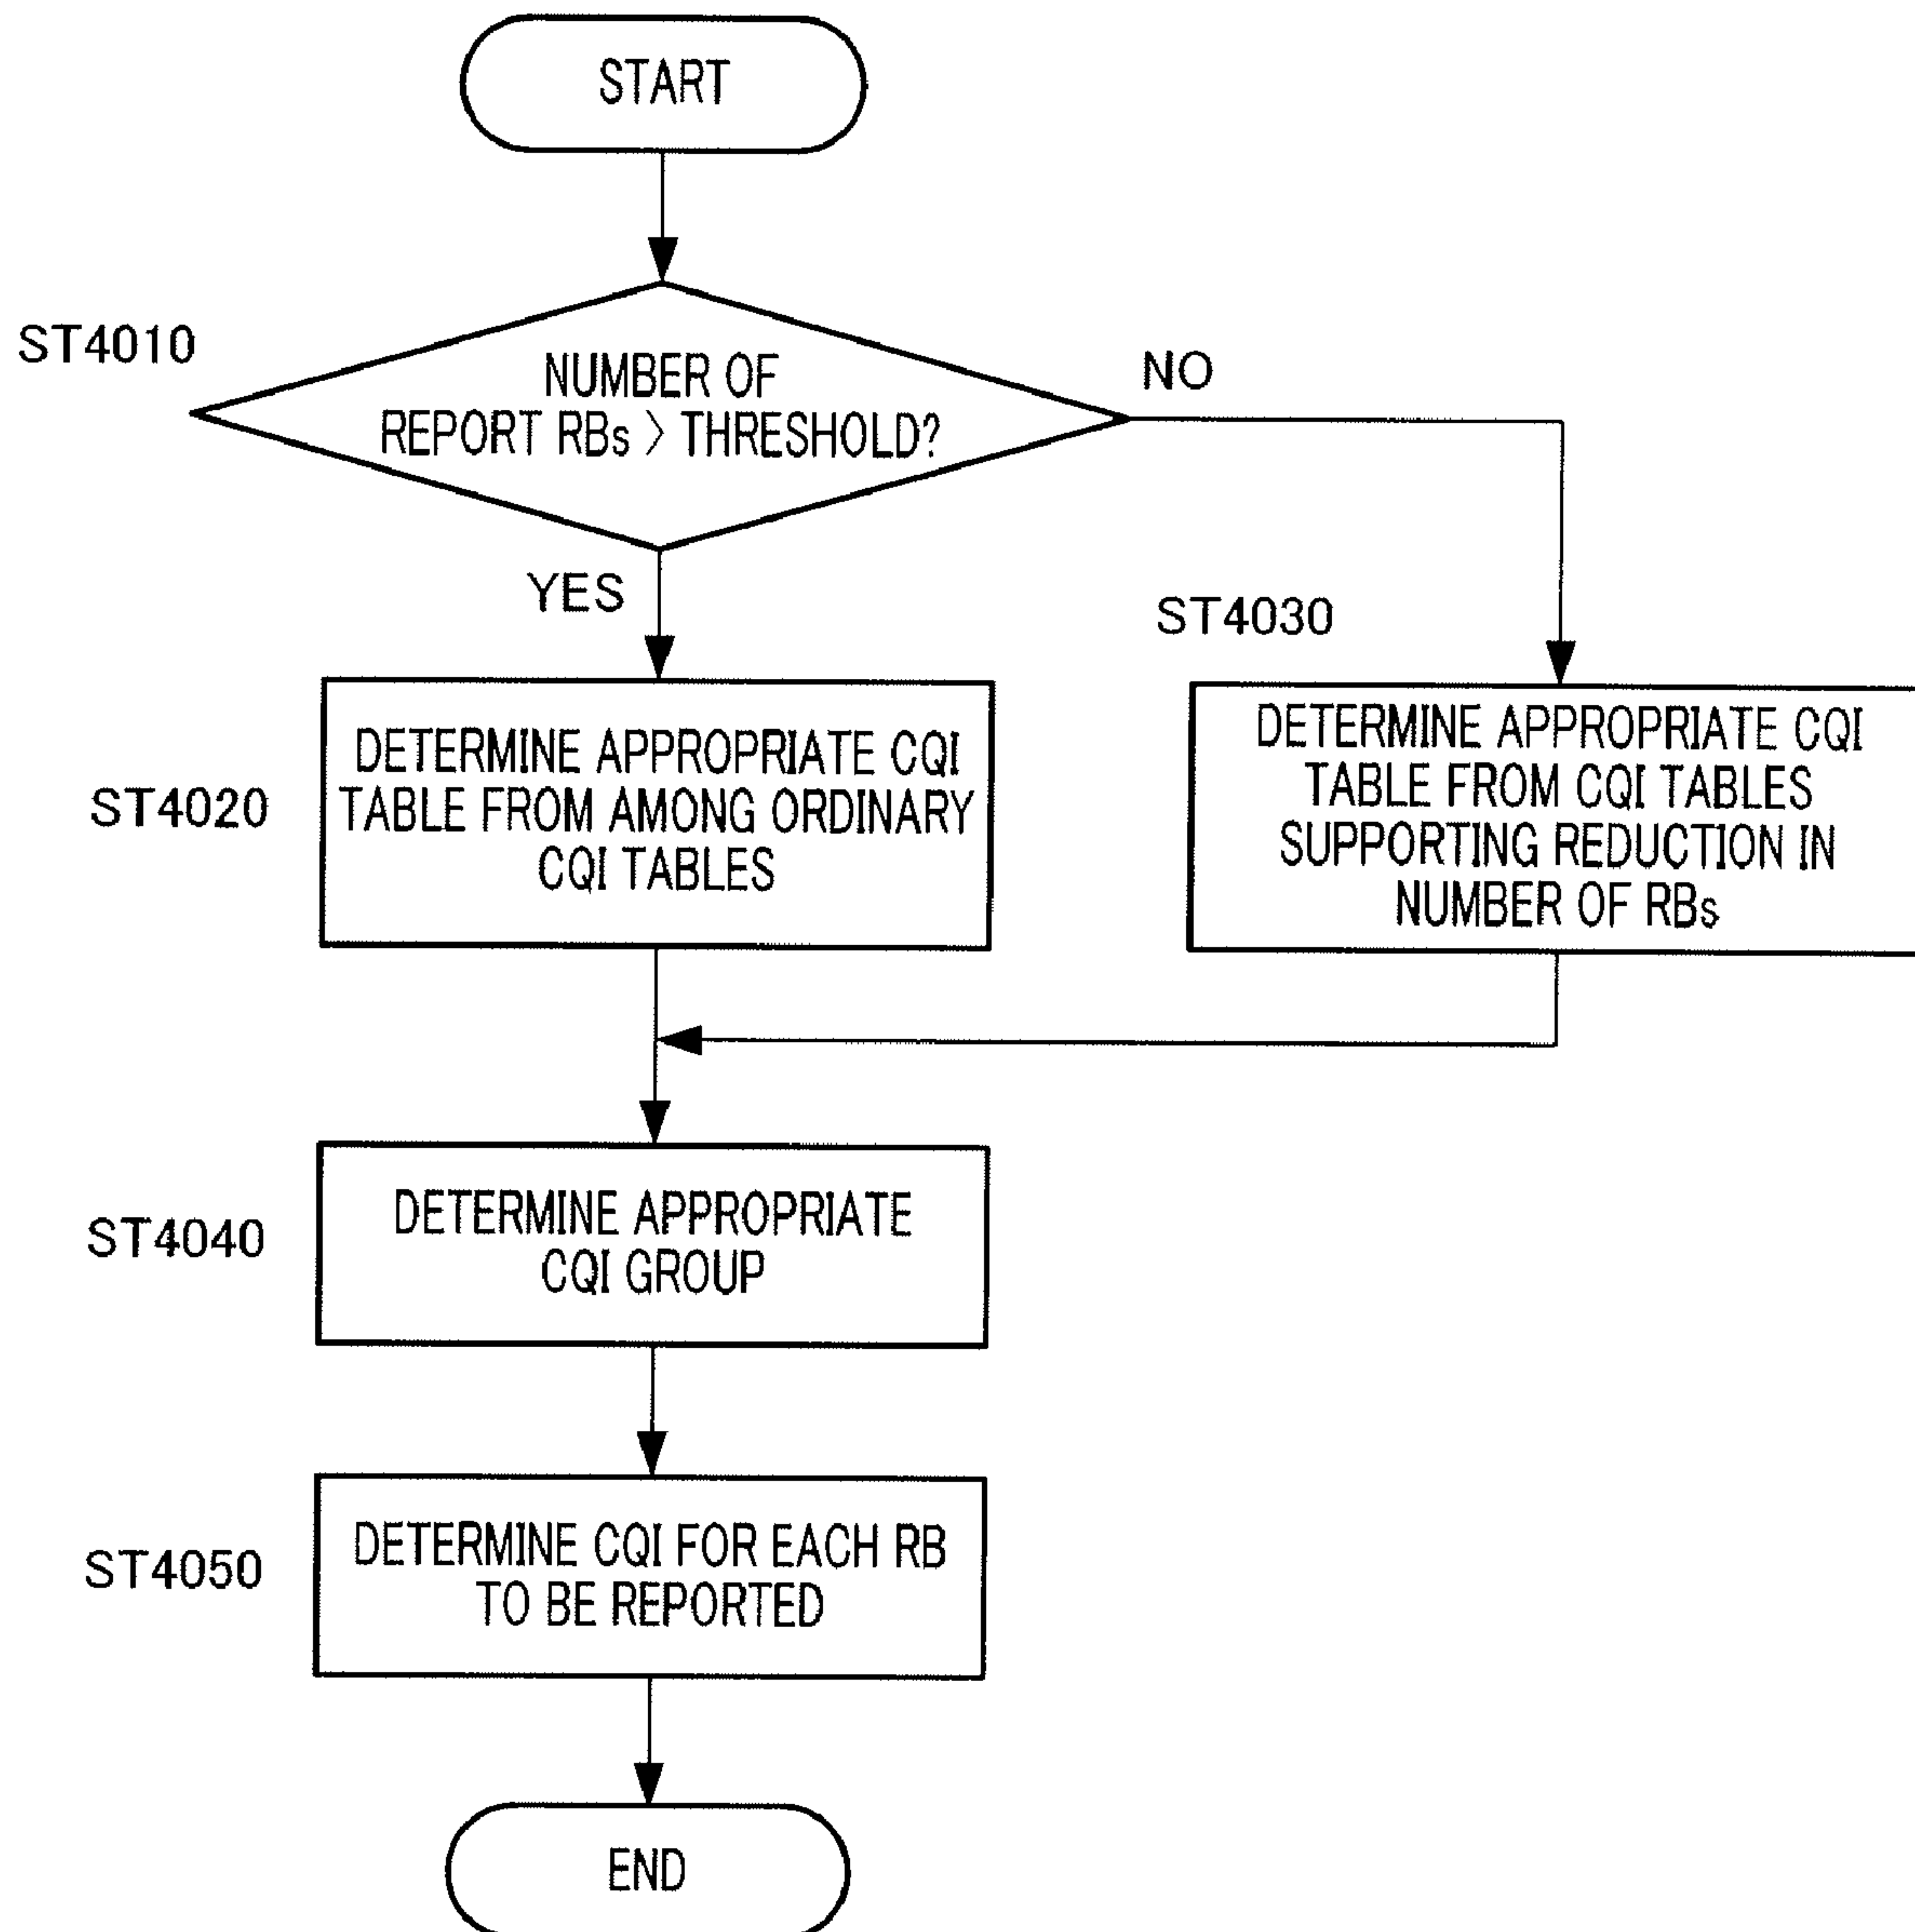 START
ST4010
NUMBER OF
REPORT RBs > THRESHOLD?
NO
YES
ST4020
DETERMINE APPROPRIATE CQI
TABLE FROM AMONG ORDINARY
CQI TABLES
ST4030
DETERMINE APPROPRIATE CQI
TABLE FROM CQI TABLES
SUPPORTING REDUCTION IN
NUMBER OF RBs
ST4040
DETERMINE APPROPRIATE
CQI GROUP
ST4050
DETERMINE CQI FOR EACH RB
TO BE REPORTED
END